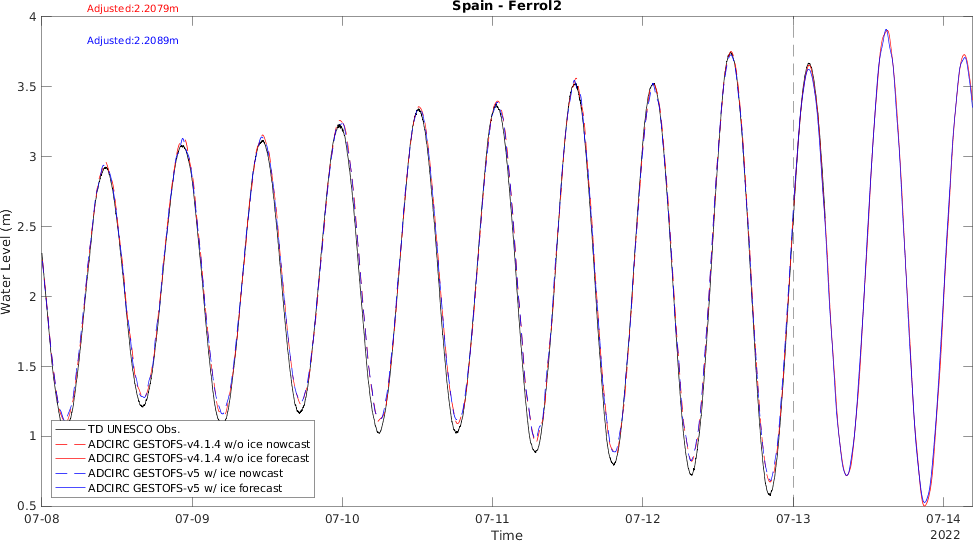 Spain - Ferrol2
Adjusted:2.2079m
Adjusted:2.2089m
4
3.5
3
2.5
2
1.5
1
0.5
Water Level (m)
TD UNESCO Obs.
ADCIRC GESTOFS-v4.1.4 w/o ice nowcast
ADCIRC GESTOFS-v4.1.4 w/o ice forecast
ADCIRC GESTOFS-v5 w/ ice nowcast
ADCIRC GESTOFS-v5 w/ ice forecast
07-08 07-09 07-10 07-11 07-12 07-13 07-14
Time
2022